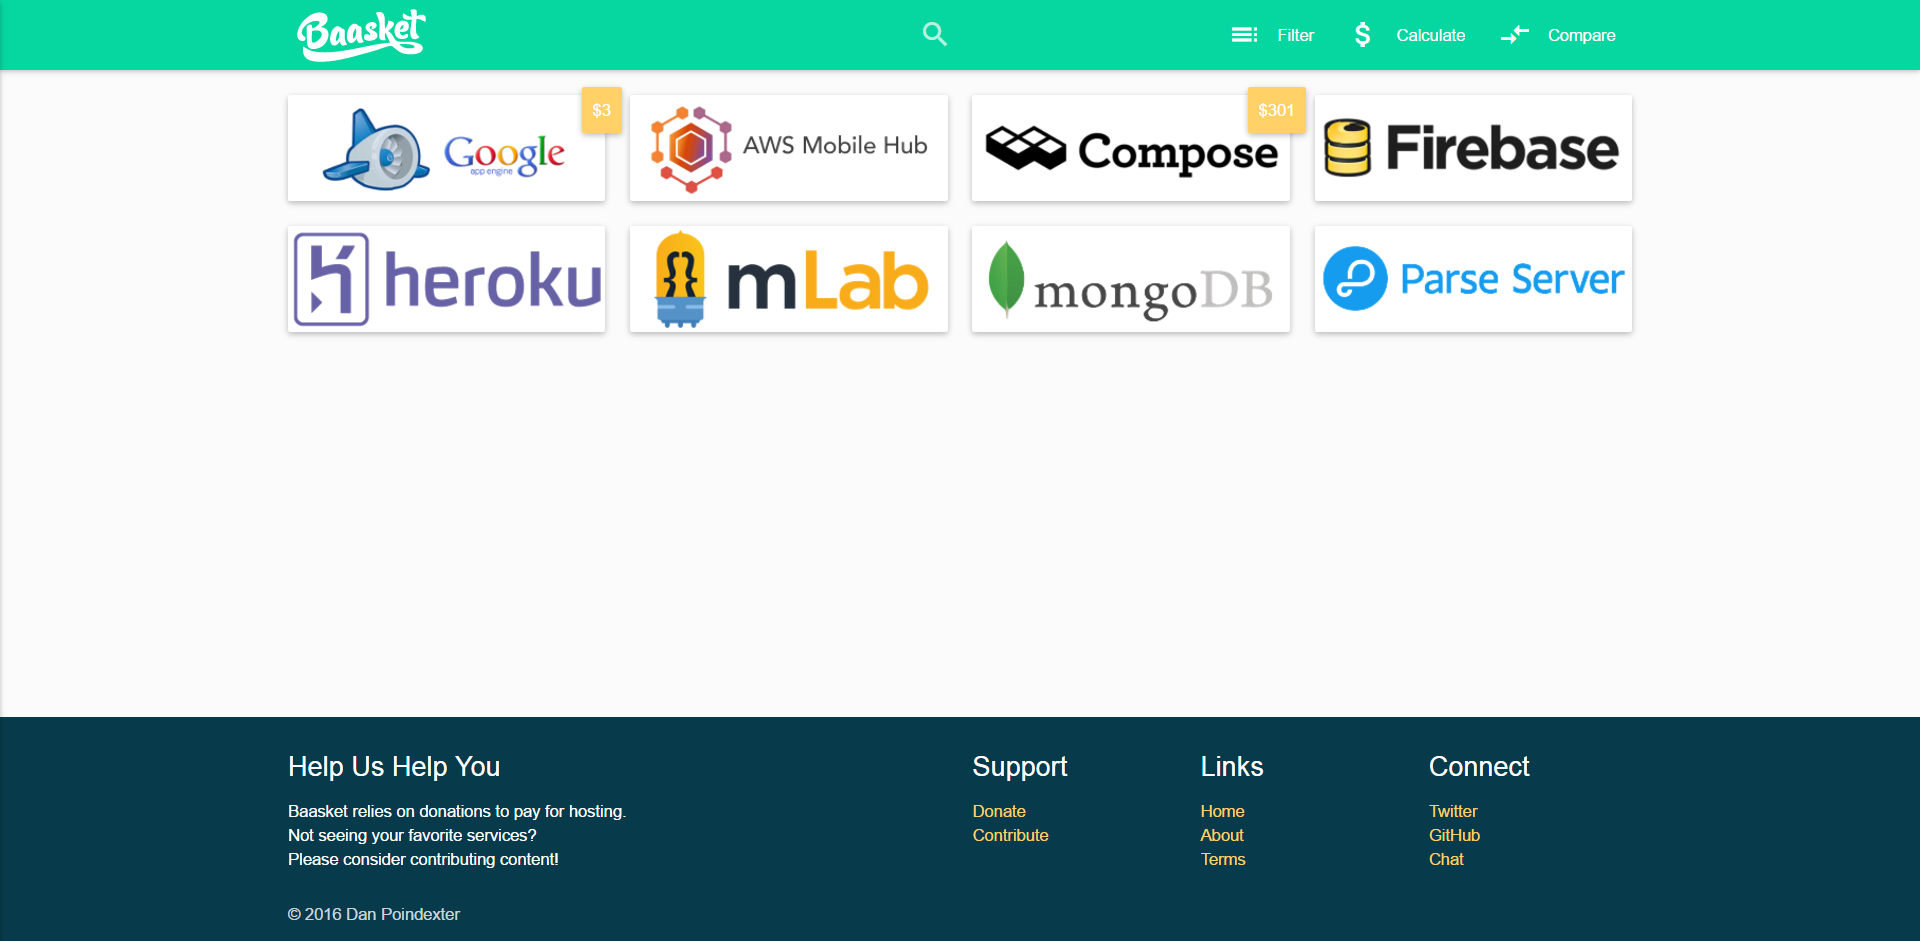 Baasket
Filter
Calculate
Compare
$3
Google
app engine
AWS Mobile Hub
$301
Compose
Firebase
heroku
{} mLab
mongoDB
Parse Server
Help Us Help You
Baasket relies on donations to pay for hosting.
Not seeing your favorite services?
Please consider contributing content!
Support
Donate
Contribute
Links
Home
About
Terms
Connect
Twitter
GitHub
Chat
© 2016 Dan Poindexter